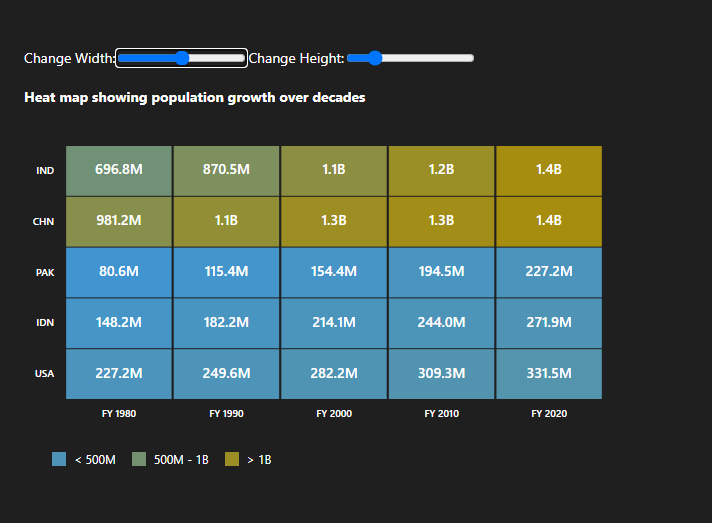 Change Width: Change Height:
Heat map showing population growth over decades
IND 696.8M 870.5M 1.1B 1.2B 1.4B
CHN 981.2M 1.1B 1.3B 1.3B 1.4B
PAK 80.6M 115.4M 154.4M 194.5M 227.2M
IDN 148.2M 182.2M 214.1M 244.0M 271.9M
USA 227.2M 249.6M 282.2M 309.3M 331.5M
FY 1980 FY 1990 FY 2000 FY 2010 FY 2020
< 500M 500M - 1B > 1B